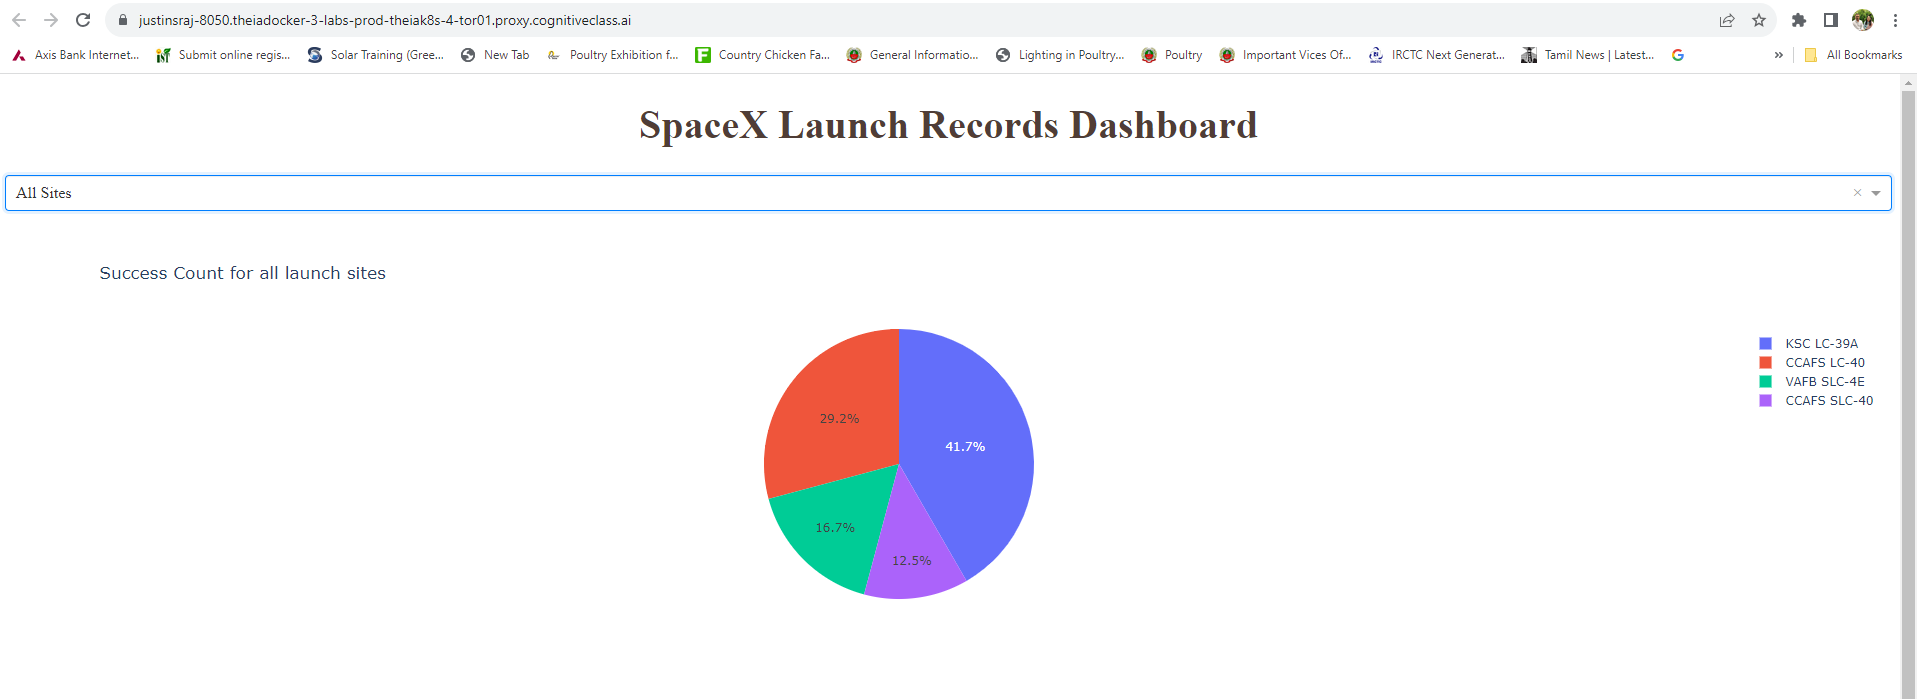 justinsraj-8050.theiadocker-3-labs-prod-theiak8s-4-tor01.proxy.cognitiveclass.ai
Axis Bank Internet... Submit online regis... Solar Training (Gree... New Tab Poultry Exhibition f... Country Chicken Fa... General Informatio... Lighting in Poultry... Poultry Important Vices Of... IRCTC Next Generat... Tamil News | Latest... » All Bookmarks
SpaceX Launch Records Dashboard
All Sites ×
Success Count for all launch sites
KSC LC-39A
CCAFS LC-40
VAFB SLC-4E
CCAFS SLC-40
29.2%
41.7%
16.7%
12.5%